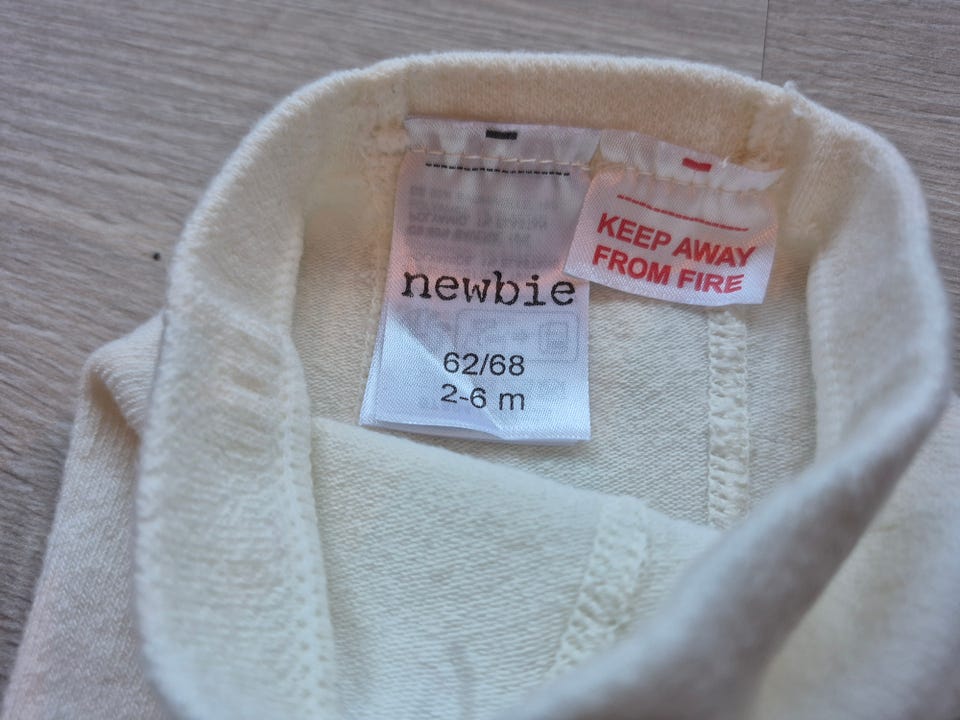 newbie
62/68
2-6 m
KEEP AWAY
FROM FIRE